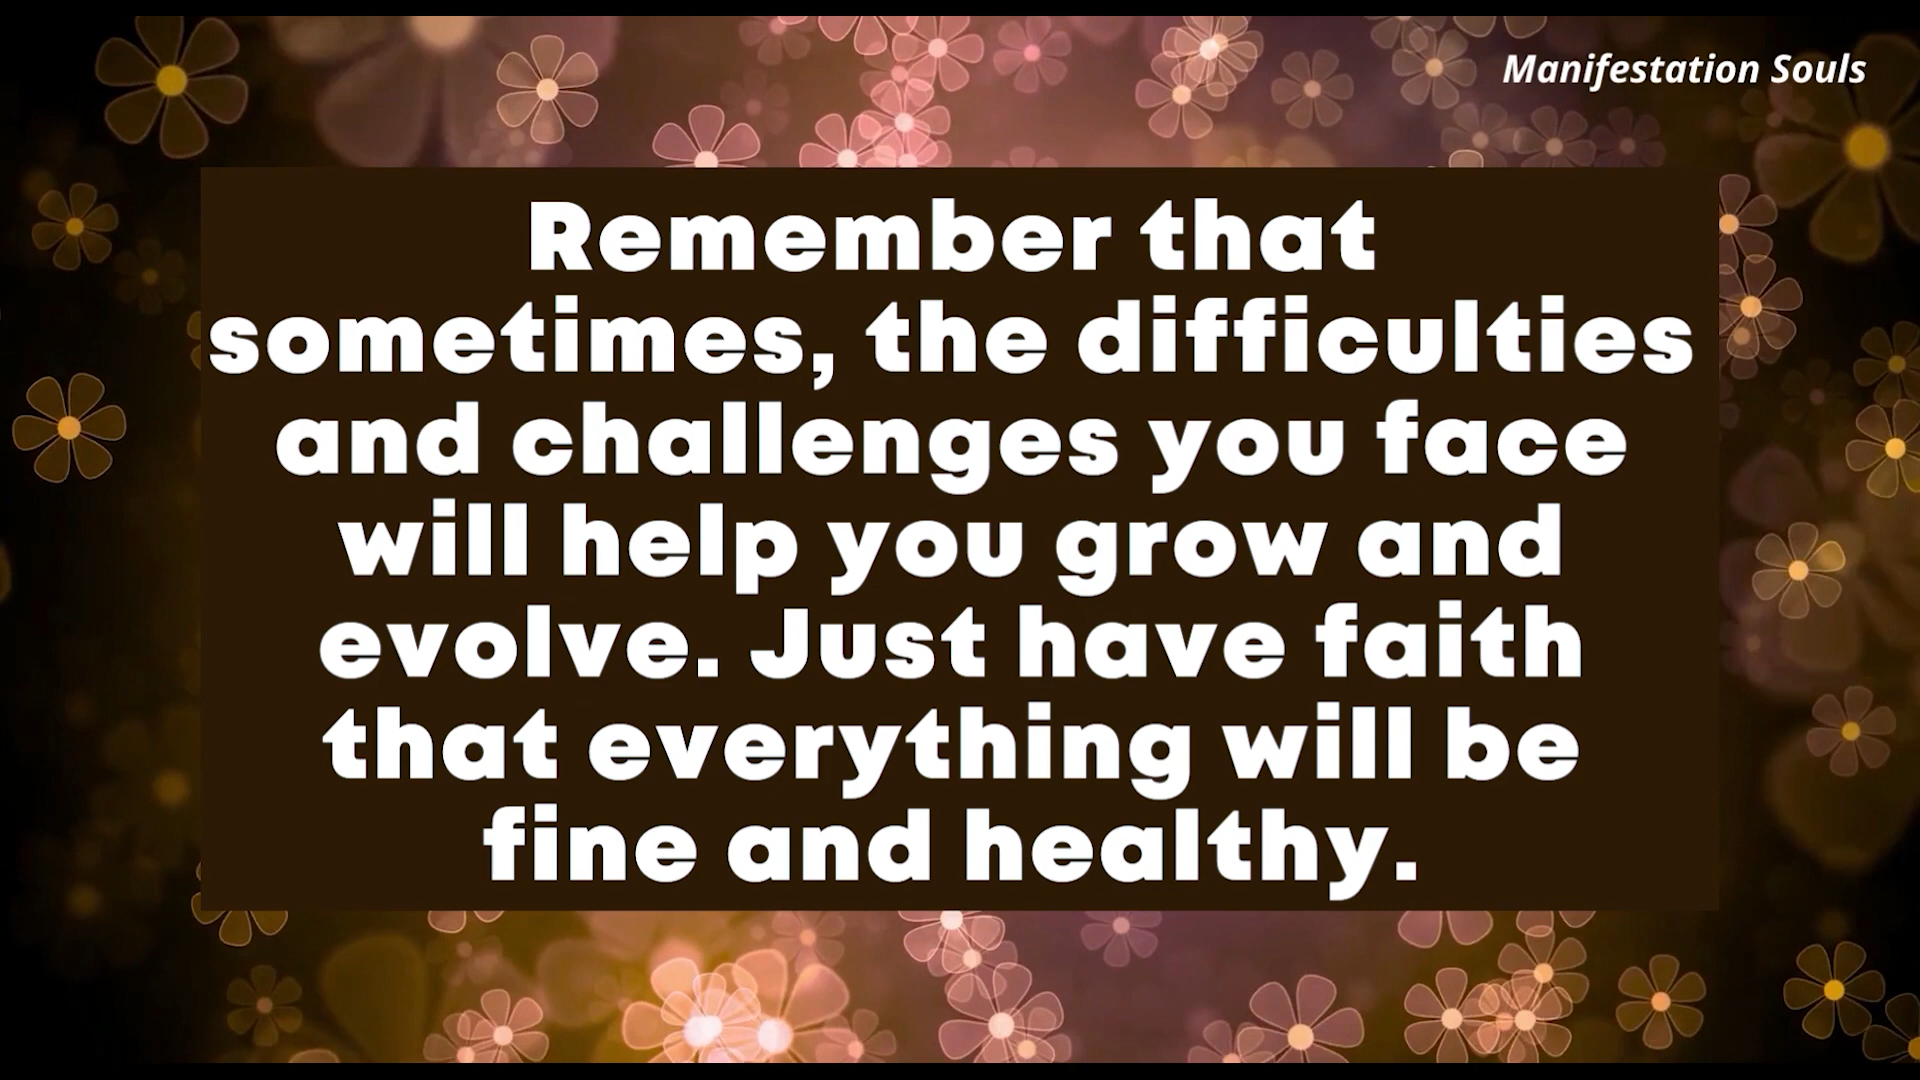 Manifestation Souls
Remember that
sometimes, the difficulties
and challenges you face
will help you grow and
evolve. Just have faith
that everything will be
fine and healthy.